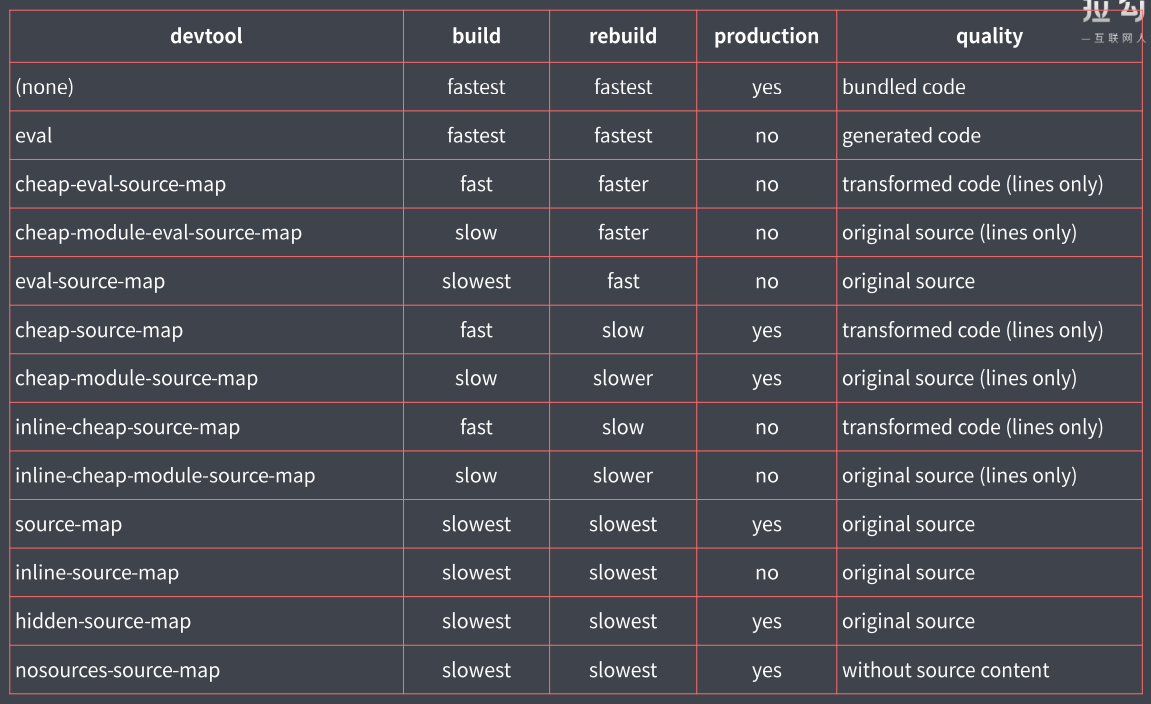 拉勾
—互联网人
devtool build rebuild production quality
(none) fastest fastest yes bundled code
eval fastest fastest no generated code
cheap-eval-source-map fast faster no transformed code (lines only)
cheap-module-eval-source-map slow faster no original source (lines only)
eval-source-map slowest fast no original source
cheap-source-map fast slow yes transformed code (lines only)
cheap-module-source-map slow slower yes original source (lines only)
inline-cheap-source-map fast slow no transformed code (lines only)
inline-cheap-module-source-map slow slower no original source (lines only)
source-map slowest slowest yes original source
inline-source-map slowest slowest no original source
hidden-source-map slowest slowest yes original source
nosources-source-map slowest slowest yes without source content